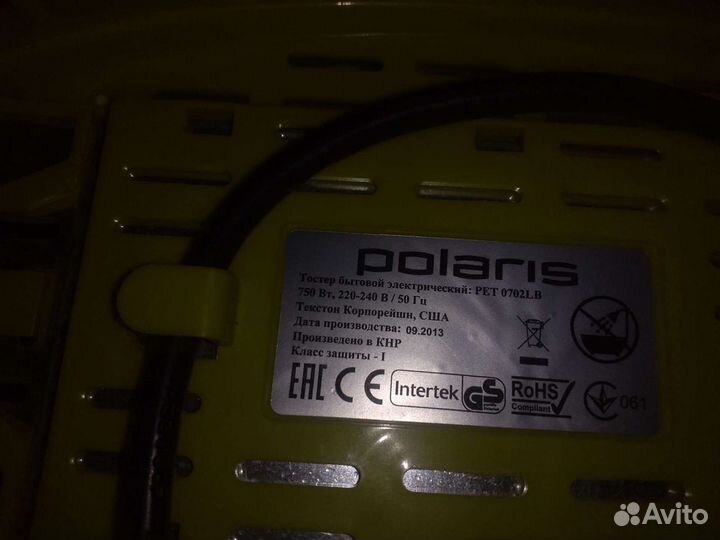 polaris
Тостер бытовой электрический: PET 0702LB
750 Вт, 220-240 В / 50 Гц
Текстон Корпорейшн, США
Дата производства: 09.2013
Произведено в КНР
Класс защиты - I
EAC CE Intertek GS RoHS Compliant 061
Avito